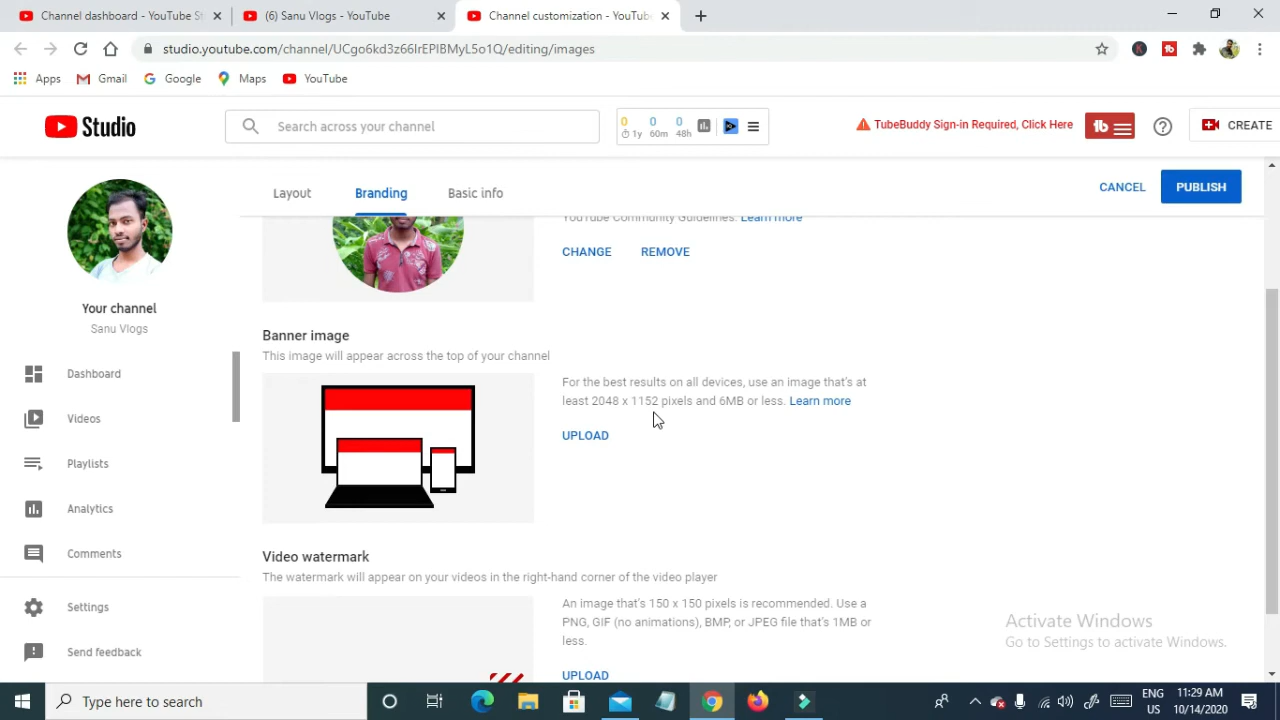 Channel dashboard - YouTube St
(6) Sanu Vlogs - YouTube
Channel customization - YouTub
studio.youtube.com/channel/UCgo6kd3z66IrEPIBMyL5o1Q/editing/images
Apps Gmail Google Maps YouTube
Studio
Search across your channel
0 0 0
1y 60m 48h
TubeBuddy Sign-in Required, Click Here
tb
CREATE
Layout Branding Basic info
CANCEL PUBLISH
YouTube Community Guidelines. Learn more
CHANGE REMOVE
Your channel
Sanu Vlogs
Dashboard
Videos
Playlists
Analytics
Comments
Settings
Send feedback
Banner image
This image will appear across the top of your channel
For the best results on all devices, use an image that's at
least 2048 x 1152 pixels and 6MB or less. Learn more
UPLOAD
Video watermark
The watermark will appear on your videos in the right-hand corner of the video player
An image that's 150 x 150 pixels is recommended. Use a
PNG, GIF (no animations), BMP, or JPEG file that's 1MB or
less.
UPLOAD
Activate Windows
Go to Settings to activate Windows.
Type here to search
ENG
US
11:29 AM
10/14/2020